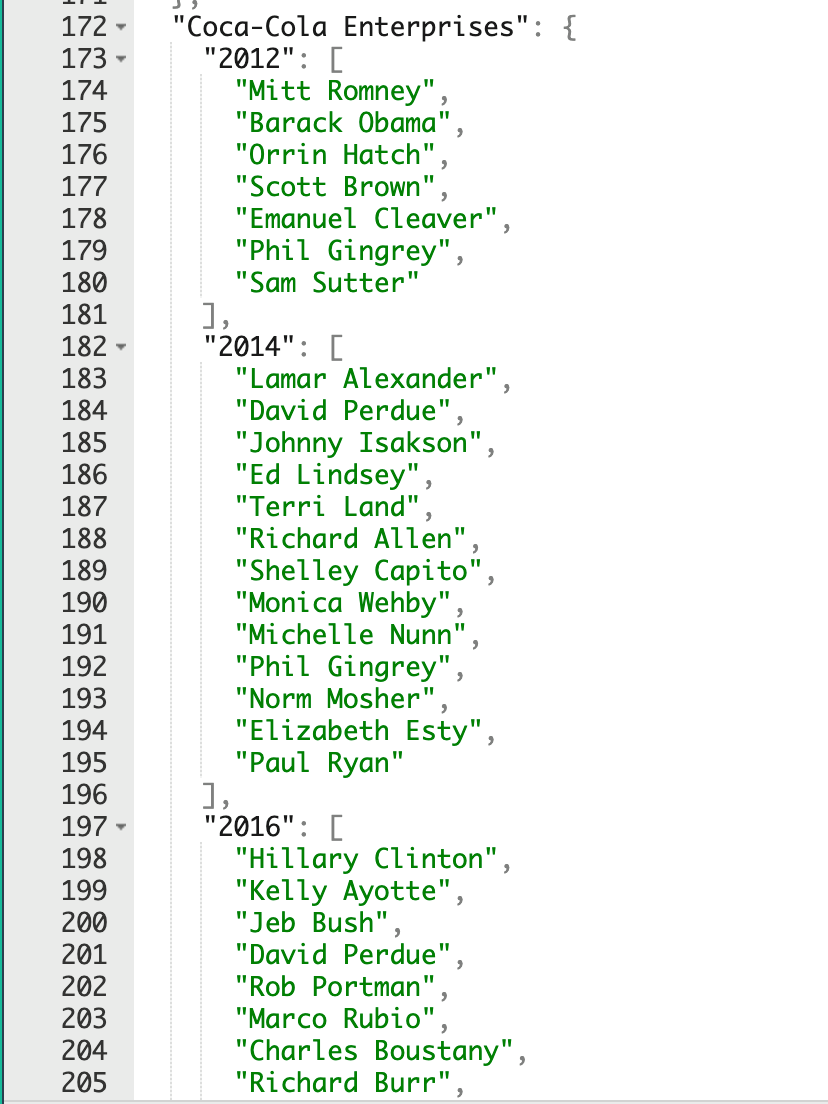 171 },
172 "Coca-Cola Enterprises": {
173 "2012": [
174 "Mitt Romney",
175 "Barack Obama",
176 "Orrin Hatch",
177 "Scott Brown",
178 "Emanuel Cleaver",
179 "Phil Gingrey",
180 "Sam Sutter"
181 ],
182 "2014": [
183 "Lamar Alexander",
184 "David Perdue",
185 "Johnny Isakson",
186 "Ed Lindsey",
187 "Terri Land",
188 "Richard Allen",
189 "Shelley Capito",
190 "Monica Wehby",
191 "Michelle Nunn",
192 "Phil Gingrey",
193 "Norm Mosher",
194 "Elizabeth Esty",
195 "Paul Ryan"
196 ],
197 "2016": [
198 "Hillary Clinton",
199 "Kelly Ayotte",
200 "Jeb Bush",
201 "David Perdue",
202 "Rob Portman",
203 "Marco Rubio",
204 "Charles Boustany",
205 "Richard Burr",